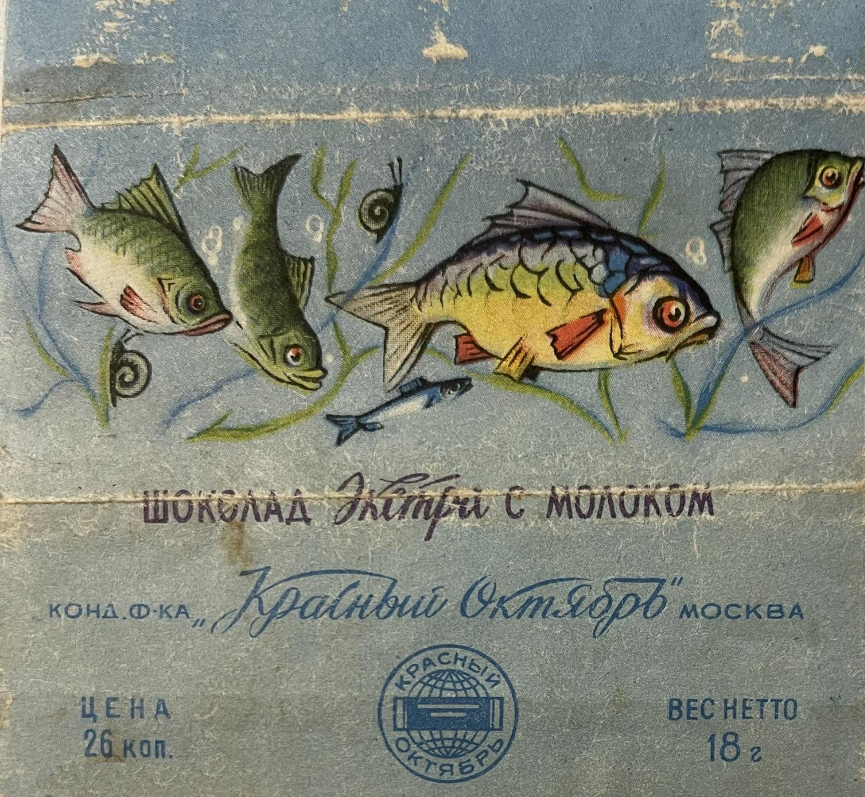 ШОКОЛАД Экстра С МОЛОКОМ
КОНД. Ф-КА „Красный Октябрь“ МОСКВА
КРАСНЫЙ
ОКТЯБРЬ
ЦЕНА
26 коп.
ВЕС НЕТТО
18 г